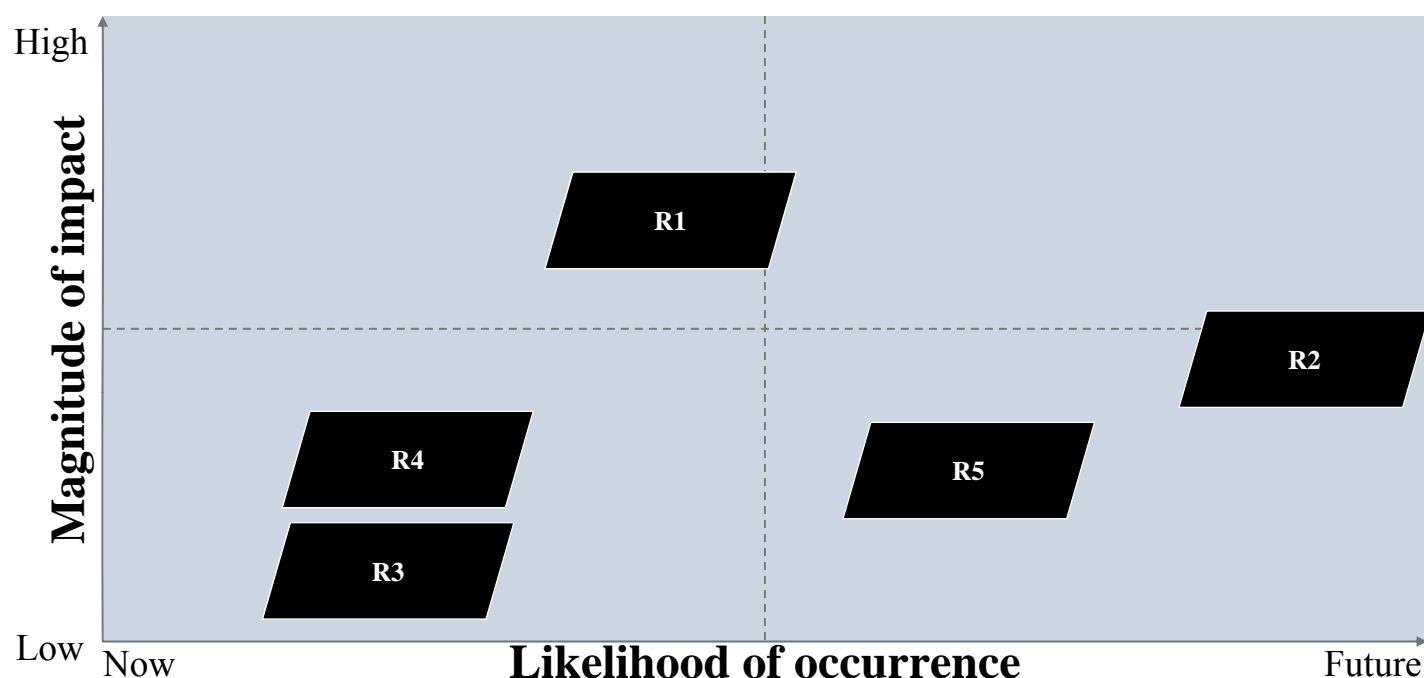 High
Magnitude of impact
R1
R2
R4
R5
R3
Low
Now
Likelihood of occurrence
Future